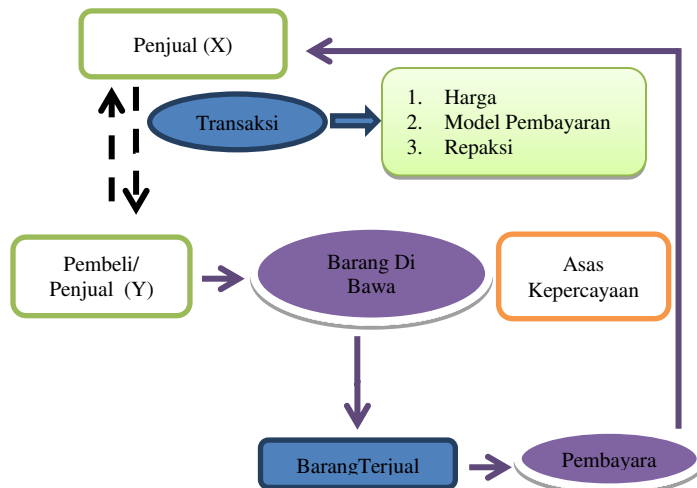 Penjual (X)
Transaksi
1. Harga
2. Model Pembayaran
3. Repaksi
Pembeli/
Penjual (Y)
Barang Di
Bawa
Asas
Kepercayaan
BarangTerjual
Pembayara